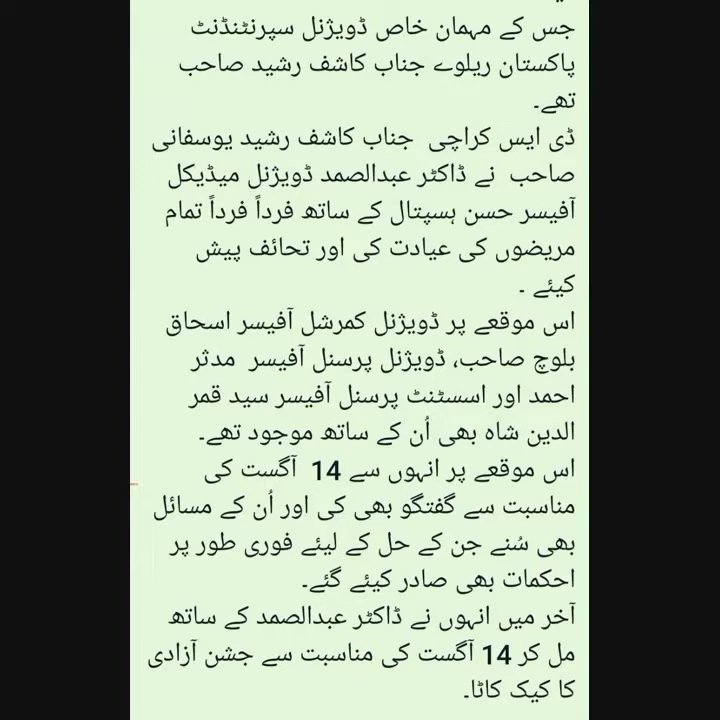 جس کے مہمان خاص ڈویژنل سپرنٹنڈنٹ
پاکستان ریلوے جناب کاشف رشید صاحب
تھے۔
ڈی ایس کراچی جناب کاشف رشید یوسفانی
صاحب نے ڈاکٹر عبدالصمد ڈویژنل میڈیکل
آفیسر حسن ہسپتال کے ساتھ فرداً فرداً تمام
مریضوں کی عیادت کی اور تحائف پیش
کیئے ۔
اس موقعے پر ڈویژنل کمرشل آفیسر اسحاق
بلوچ صاحب، ڈویژنل پرسنل آفیسر مدثر
احمد اور اسسٹنٹ پرسنل آفیسر سید قمر
الدین شاہ بھی اُن کے ساتھ موجود تھے۔
اس موقعے پر انہوں سے 14 آگست کی
مناسبت سے گفتگو بھی کی اور اُن کے مسائل
بھی سُنے جن کے حل کے لیئے فوری طور پر
احکمات بھی صادر کیئے گئے۔
آخر میں انہوں نے ڈاکٹر عبدالصمد کے ساتھ
مل کر 14 آگست کی مناسبت سے جشن آزادی
کا کیک کاٹا۔